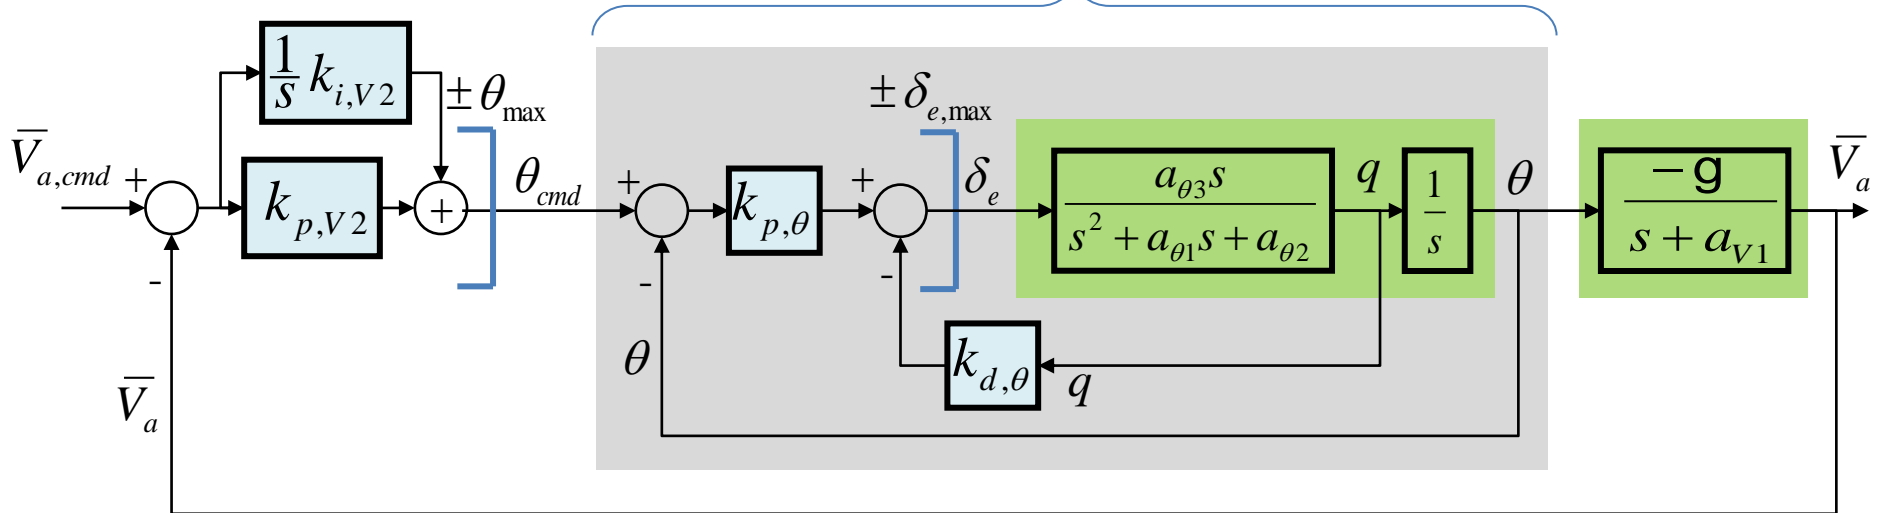 1/s k_{i,V2}
± θ_max
± δ_{e,max}
V̅_{a,cmd}
+
k_{p,V2}
+
θ_cmd
+
k_{p,θ}
+
δ_e
a_{θ3}s / s² + a_{θ1}s + a_{θ2}
q
1/s
θ
-g / s + a_{V1}
V̅_a
-
-
-
θ
k_{d,θ}
q
V̅_a